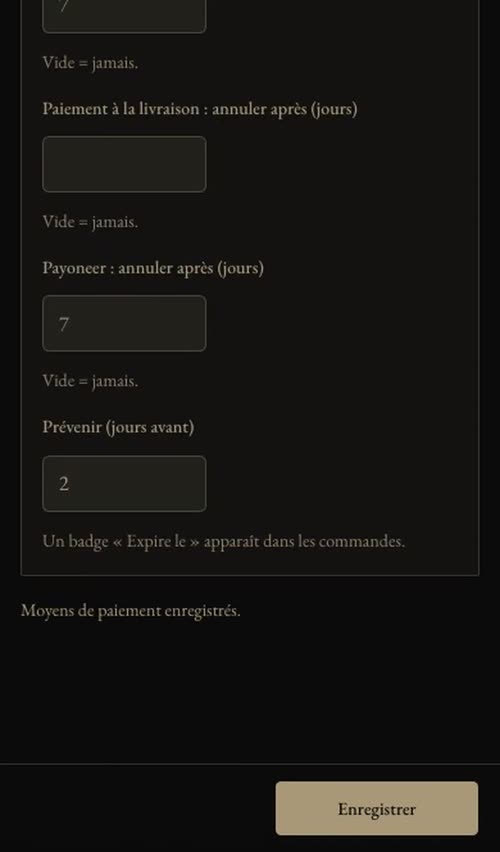 7
Vide = jamais.
Paiement à la livraison : annuler après (jours)
Vide = jamais.
Payoneer : annuler après (jours)
7
Vide = jamais.
Prévenir (jours avant)
2
Un badge « Expire le » apparaît dans les commandes.
Moyens de paiement enregistrés.
Enregistrer